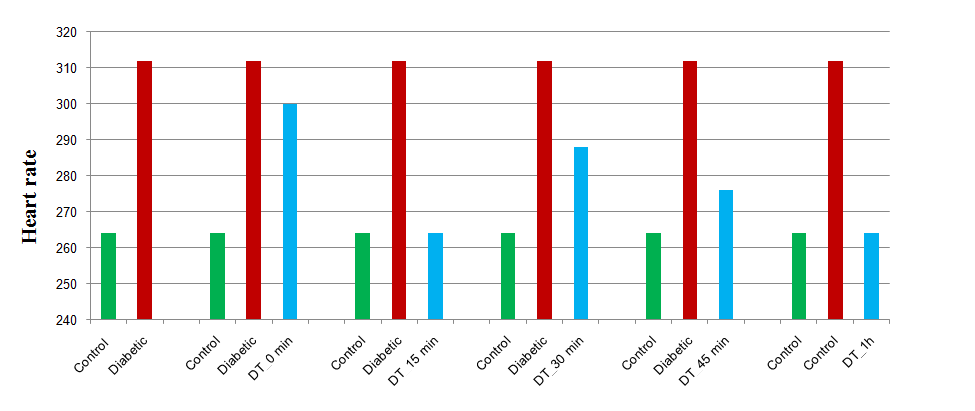 320
310
300
290
280
270
260
250
240
Heart rate
Control
Diabetic
Control
Diabetic
DT_0 min
Control
Diabetic
DT 15 min
Control
Diabetic
DT_30 min
Control
Diabetic
DT 45 min
Control
Control
DT_1h